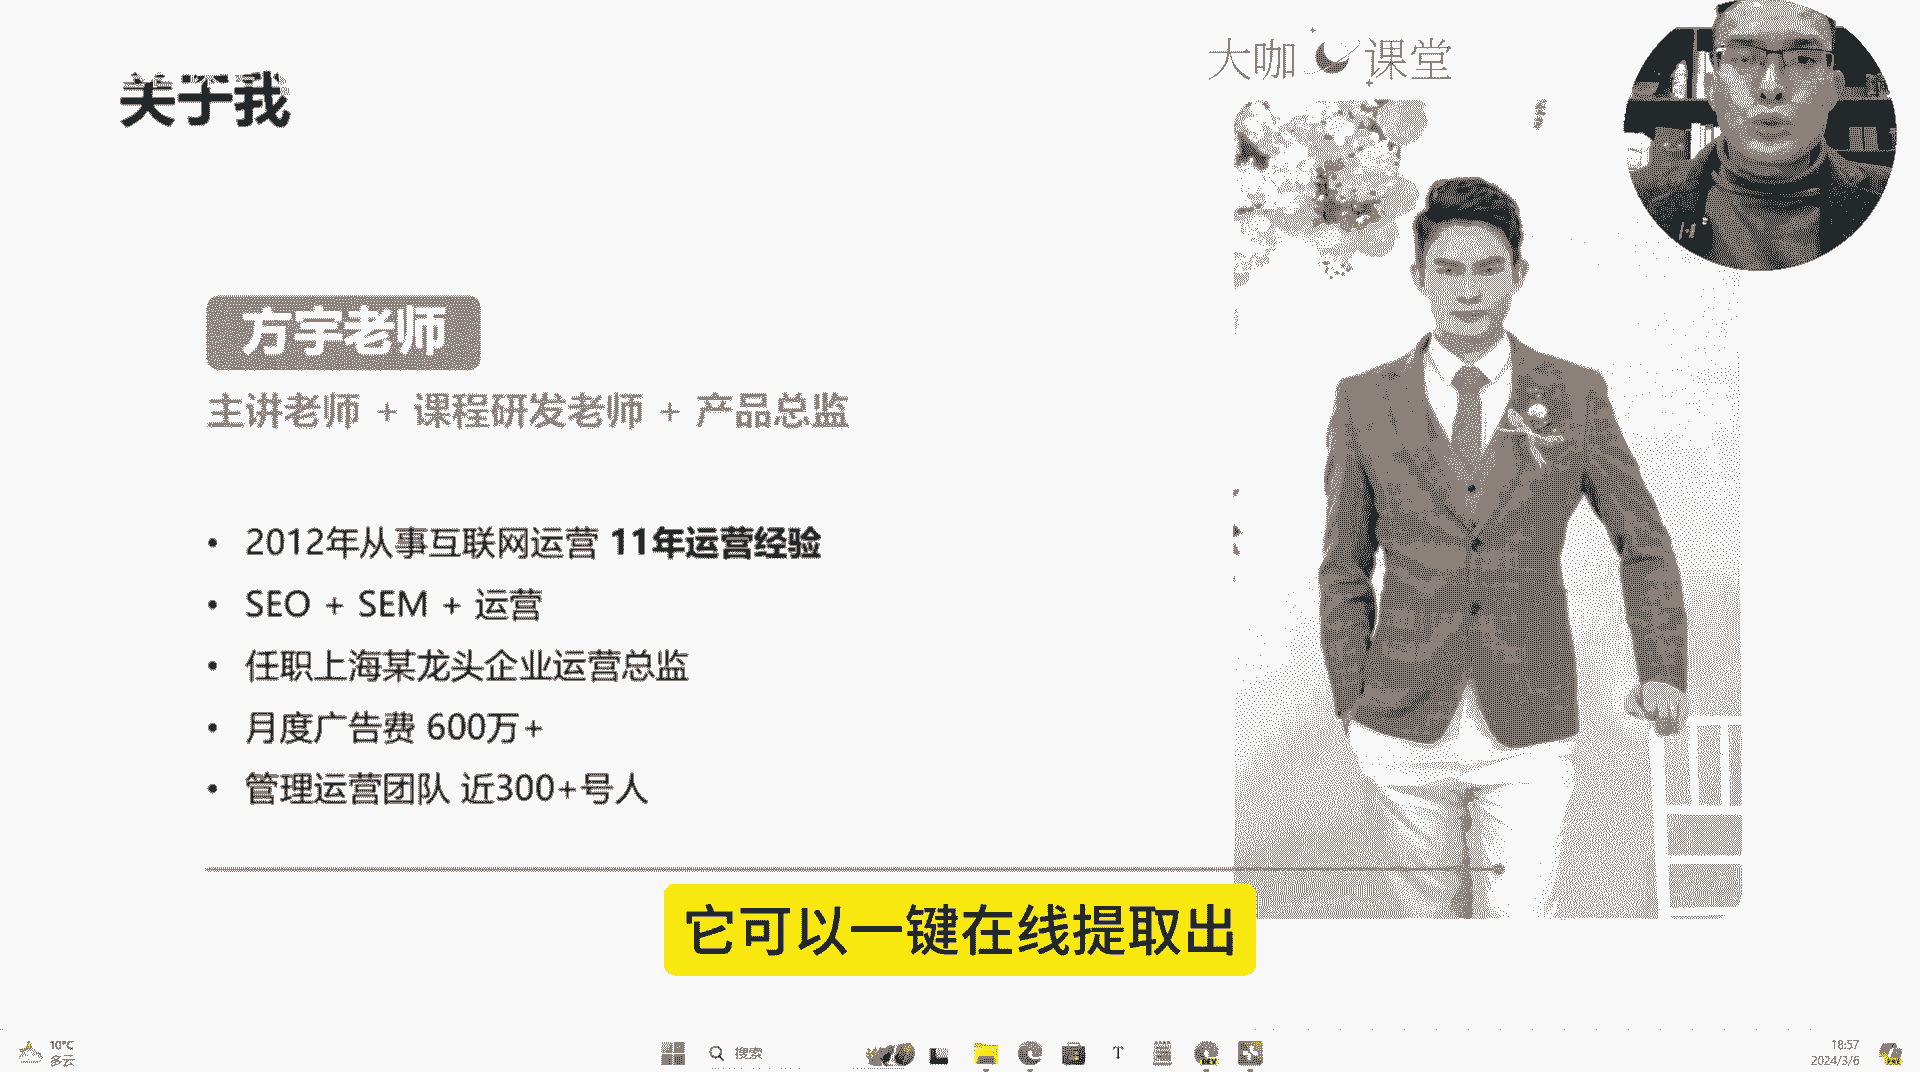 关于我
大咖课堂
方宇老师
主讲老师 + 课程研发老师 + 产品总监
• 2012年从事互联网运营 11年运营经验
• SEO + SEM + 运营
• 任职上海某龙头企业运营总监
• 月度广告费 600万+
• 管理运营团队 近300+号人
它可以一键在线提取出
10°C
多云
搜索
T
DEV
18:57
2024/3/6